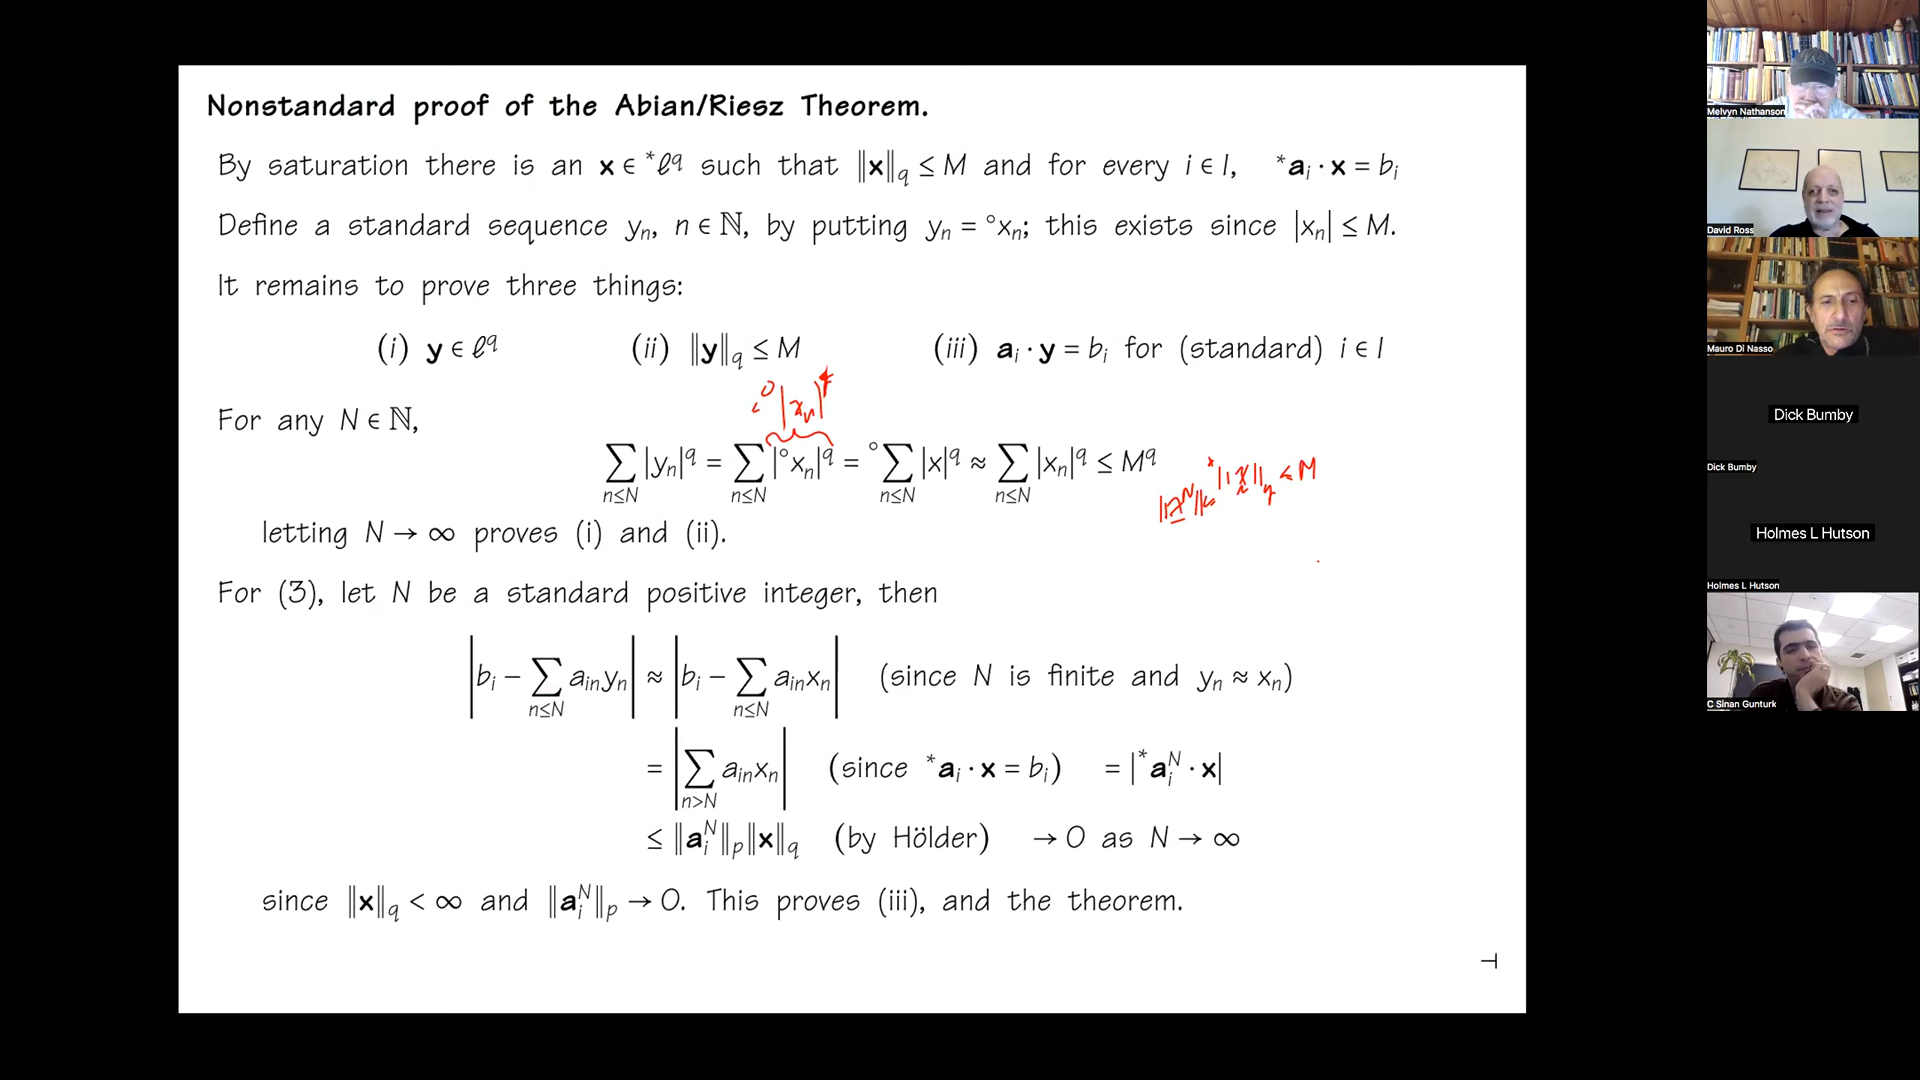 Nonstandard proof of the Abian/Riesz Theorem.
By saturation there is an x ∈ *ℓ^q such that ‖x‖_q ≤ M and for every i ∈ I, *a_i · x = b_i
Define a standard sequence y_n, n ∈ ℕ, by putting y_n = °x_n; this exists since |x_n| ≤ M.
It remains to prove three things:
(i) y ∈ ℓ^q (ii) ‖y‖_q ≤ M (iii) a_i · y = b_i for (standard) i ∈ I
For any N ∈ ℕ,
∑_{n≤N} |y_n|^q = ∑_{n≤N} |°x_n|^q = °∑_{n≤N} |x|^q ≈ ∑_{n≤N} |x_n|^q ≤ M^q
letting N → ∞ proves (i) and (ii).
For (3), let N be a standard positive integer, then
|b_i − ∑_{n≤N} a_{in}y_n| ≈ |b_i − ∑_{n≤N} a_{in}x_n| (since N is finite and y_n ≈ x_n)
= |∑_{n>N} a_{in}x_n| (since *a_i · x = b_i) = |*a_i^N · x|
≤ ‖a_i^N‖_p‖x‖_q (by Hölder) → 0 as N → ∞
since ‖x‖_q < ∞ and ‖a_i^N‖_p → 0. This proves (iii), and the theorem.
⊣
Melvyn Nathanson
David Ross
Mauro Di Nasso
Dick Bumby
Dick Bumby
Holmes L Hutson
Holmes L Hutson
C Sinan Gunturk